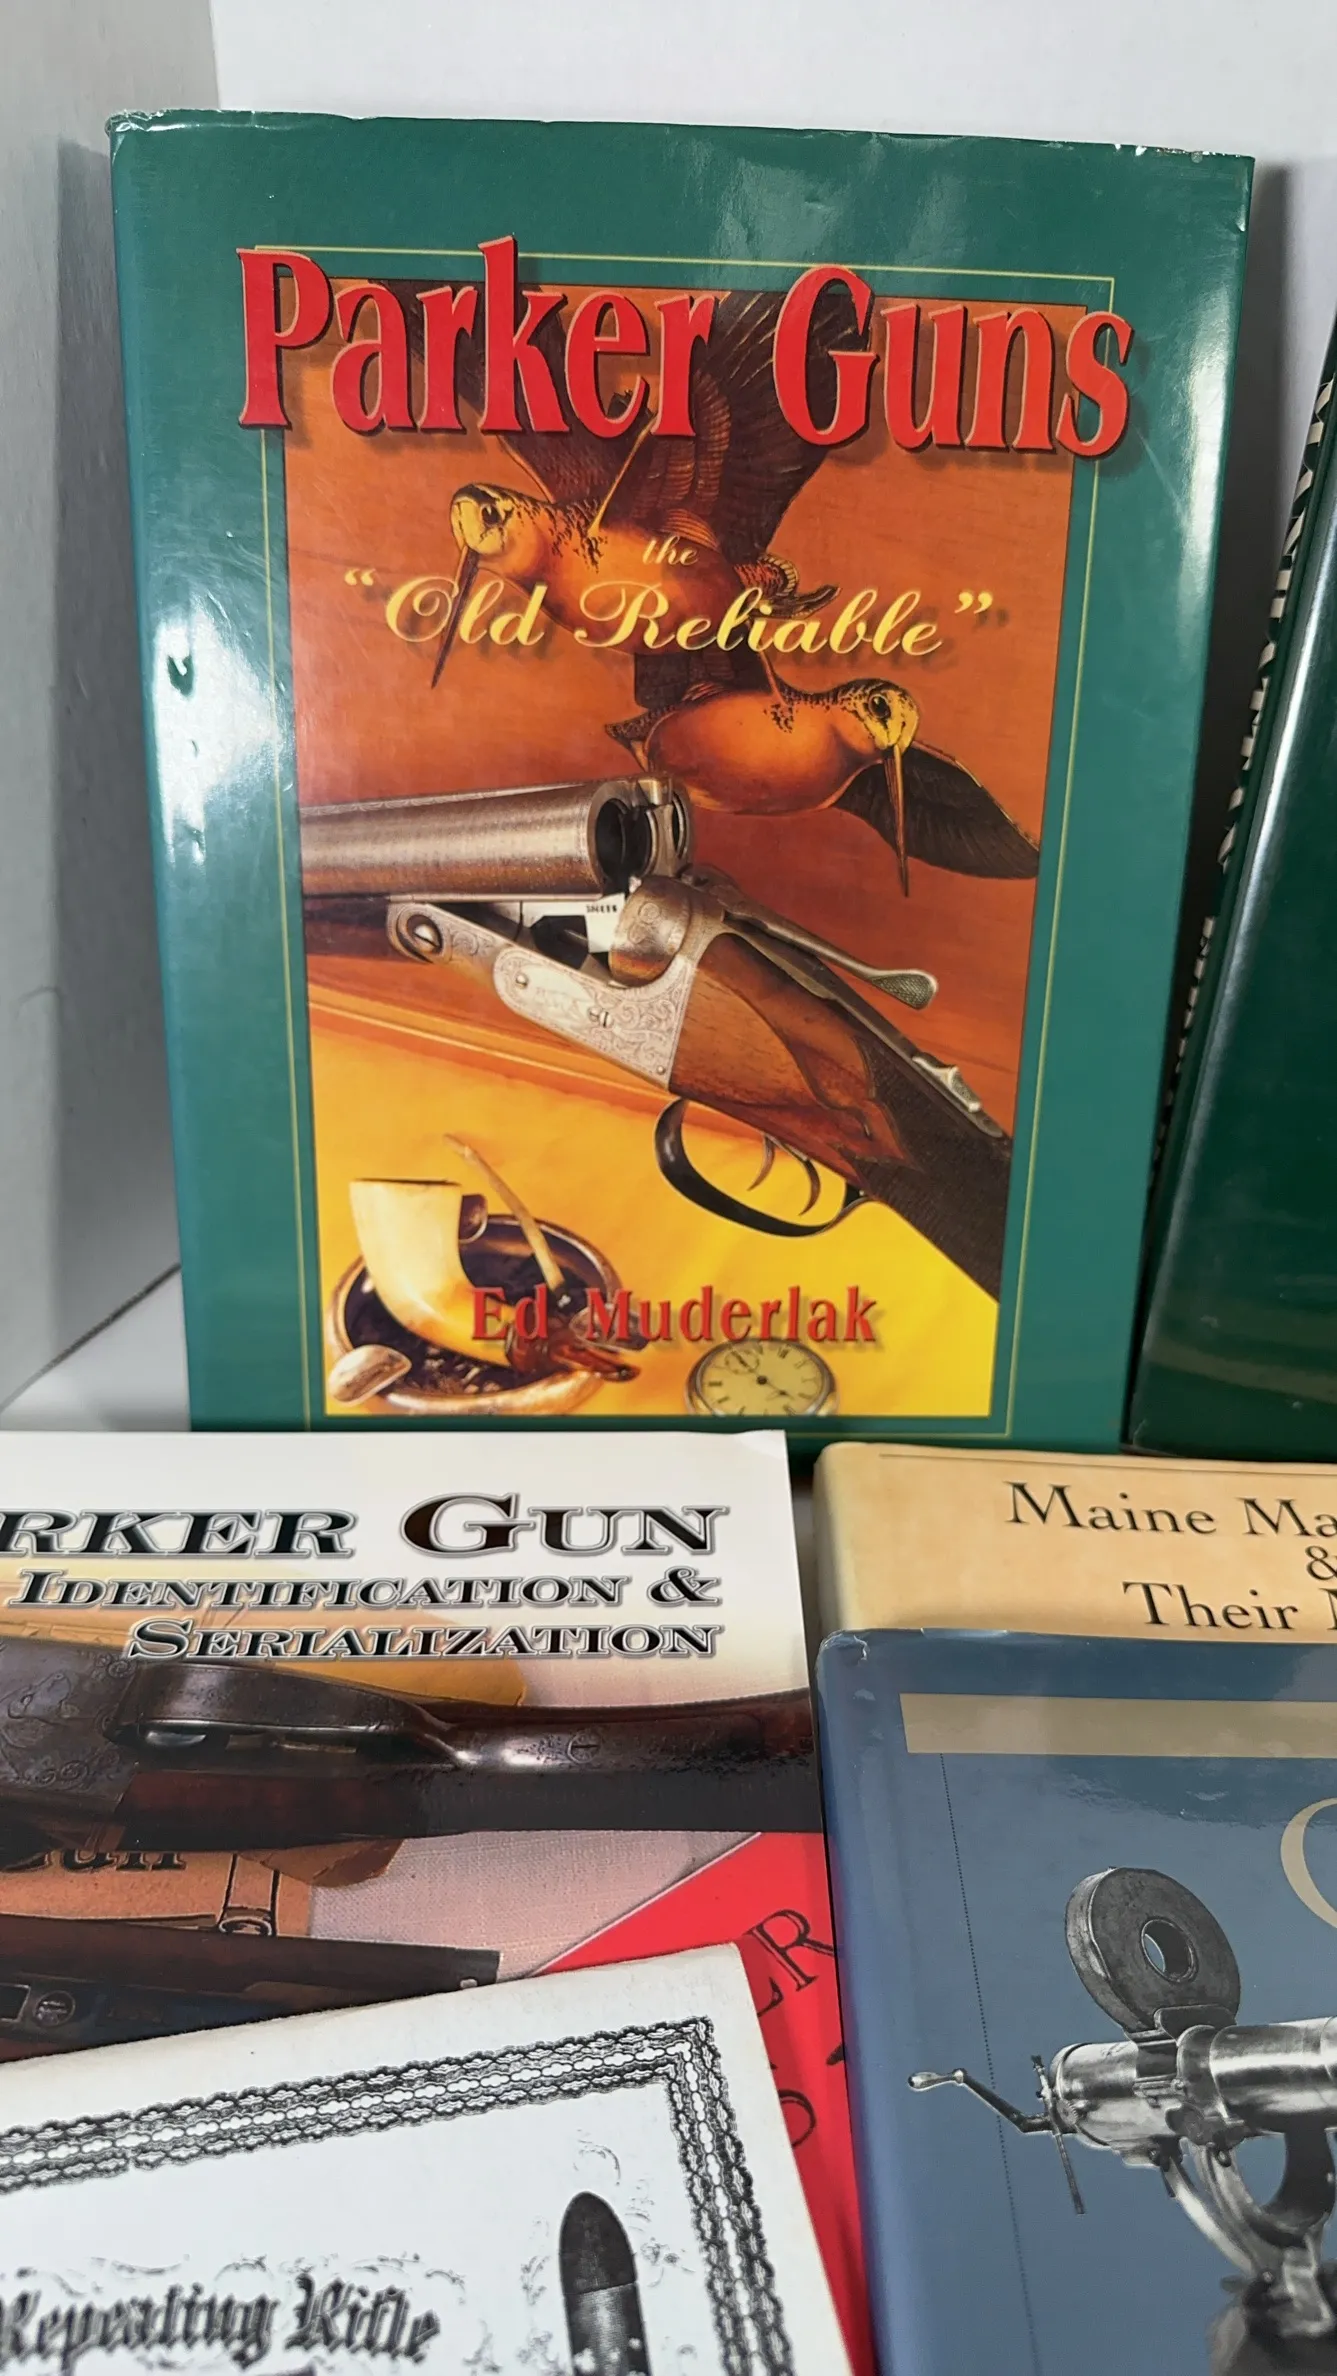 Parker Guns
the
"Old Reliable"
Ed Muderlak
RKER GUN
IDENTIFICATION &
SERIALIZATION
Maine Ma
&
Their
Repeating Rifle